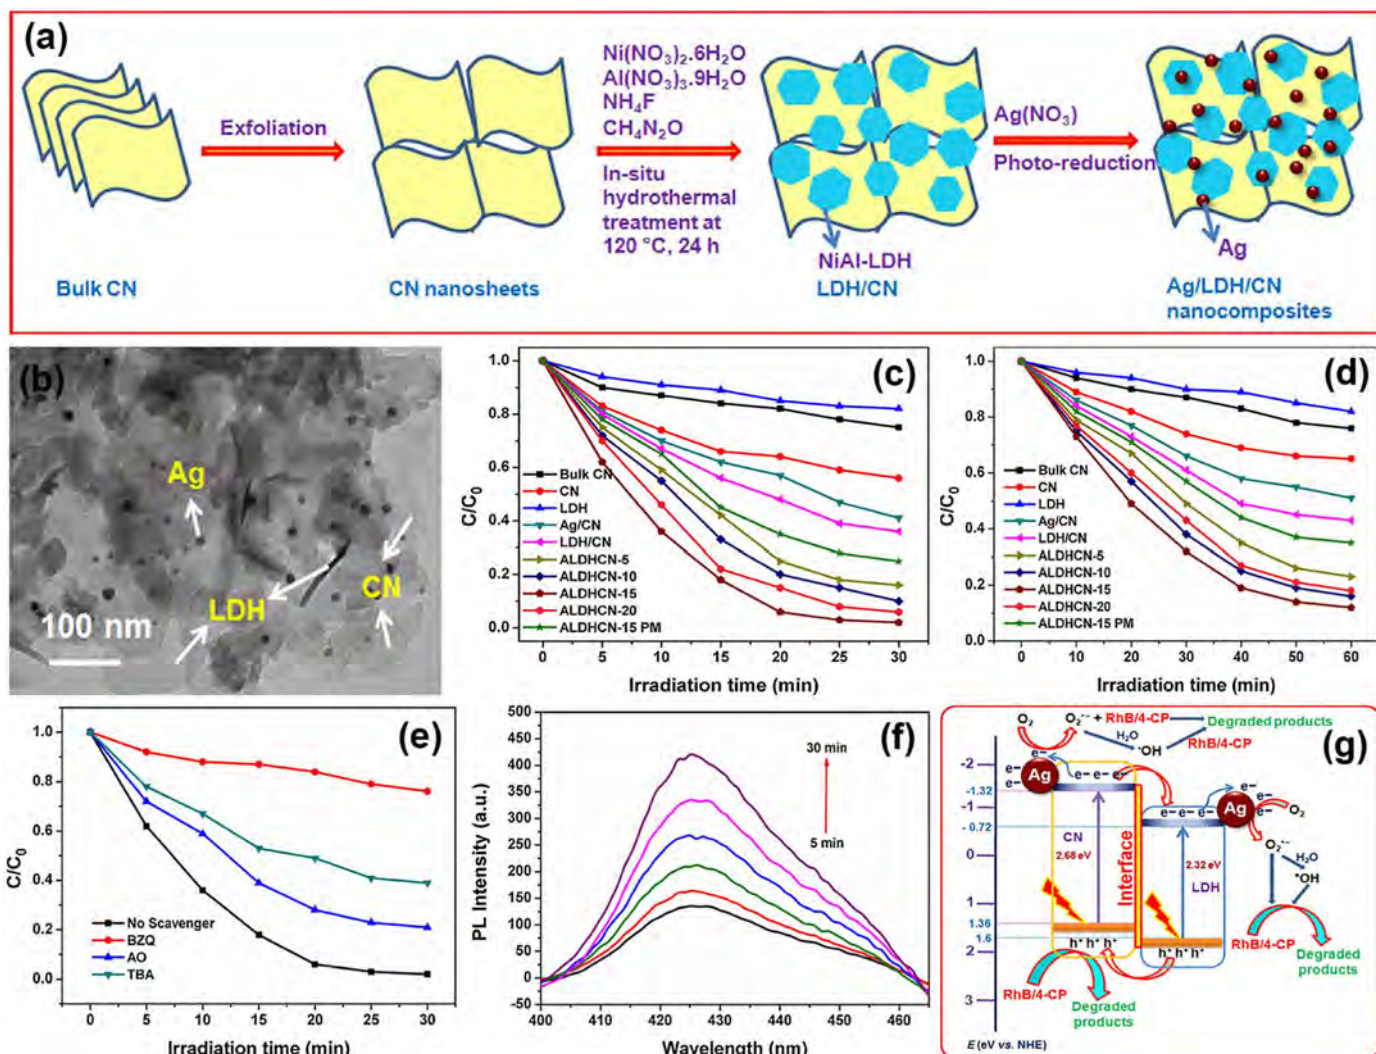 (a)
Bulk CN
Exfoliation
CN nanosheets
Ni(NO₃)₂.6H₂O
Al(NO₃)₃.9H₂O
NH₄F
CH₄N₂O
In-situ
hydrothermal
treatment at
120 °C, 24 h
NiAl-LDH
LDH/CN
Ag(NO₃)
Photo-reduction
Ag
Ag/LDH/CN
nanocomposites
(b)
Ag
LDH
CN
100 nm
(c)
C/C₀
1.0
0.8
0.6
0.4
0.2
0.0
Bulk CN
CN
LDH
Ag/CN
LDH/CN
ALDHCN-5
ALDHCN-10
ALDHCN-15
ALDHCN-20
ALDHCN-15 PM
0 5 10 15 20 25 30
Irradiation time (min)
(d)
C/C₀
1.0
0.8
0.6
0.4
0.2
0.0
Bulk CN
CN
LDH
Ag/CN
LDH/CN
ALDHCN-5
ALDHCN-10
ALDHCN-15
ALDHCN-20
ALDHCN-15 PM
0 10 20 30 40 50 60
Irradiation time (min)
(e)
C/C₀
1.0
0.8
0.6
0.4
0.2
0.0
No Scavenger
BZQ
AO
TBA
0 5 10 15 20 25 30
Irradiation time (min)
(f)
PL Intensity (a.u.)
500
450
400
350
300
250
200
150
100
50
0
-50
30 min
5 min
400 410 420 430 440 450 460
Wavelength (nm)
(g)
O₂ O₂•− + RhB/4-CP Degraded products
H₂O
•OH RhB/4-CP
e−
Ag
e−
e−
e− e− e−
-2
-1.32
-1
- 0.72
0
1
1.36
1.6
2
3
CN
2.68 eV
Interface
e− e− e−
e−
e−
Ag
e−
e−
O₂
2.32 eV
LDH
O₂•−
H₂O
•OH
h⁺ h⁺ h⁺
h⁺ h⁺ h⁺
RhB/4-CP
Degraded
products
RhB/4-CP
Degraded
products
E (eV vs. NHE)